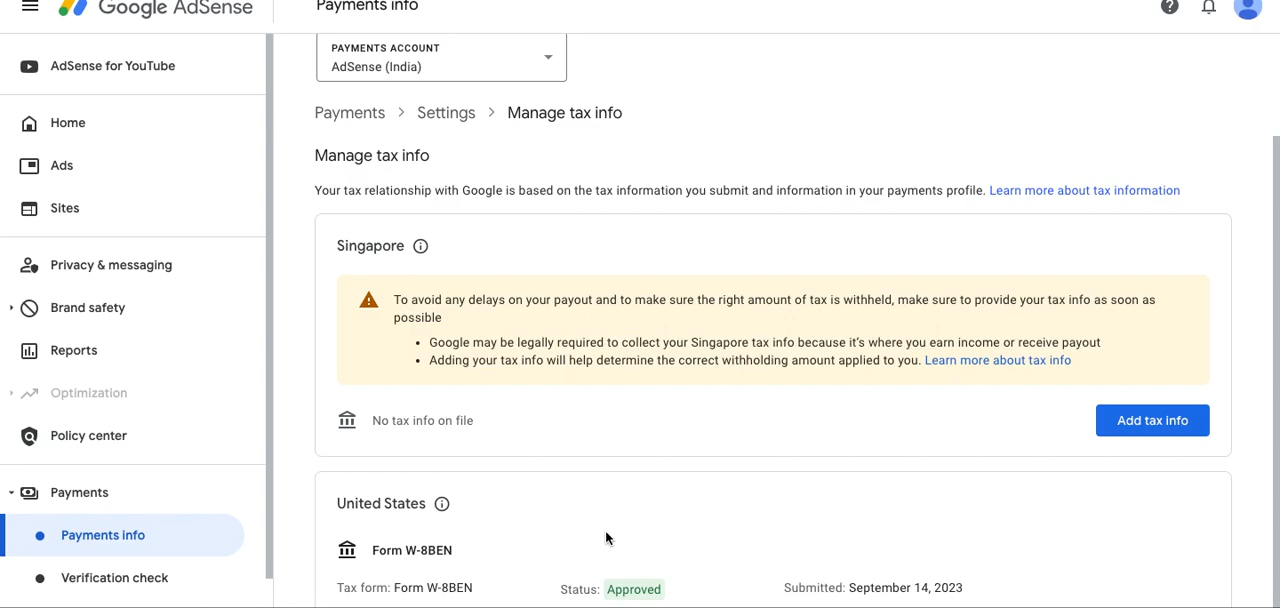 Google AdSense
Payments info
AdSense for YouTube
Home
Ads
Sites
Privacy & messaging
Brand safety
Reports
Optimization
Policy center
Payments
Payments info
Verification check
PAYMENTS ACCOUNT
AdSense (India)
Payments > Settings > Manage tax info
Manage tax info
Your tax relationship with Google is based on the tax information you submit and information in your payments profile. Learn more about tax information
Singapore
To avoid any delays on your payout and to make sure the right amount of tax is withheld, make sure to provide your tax info as soon as
possible
• Google may be legally required to collect your Singapore tax info because it's where you earn income or receive payout
• Adding your tax info will help determine the correct withholding amount applied to you. Learn more about tax info
No tax info on file
Add tax info
United States
Form W-8BEN
Tax form: Form W-8BEN Status: Approved Submitted: September 14, 2023